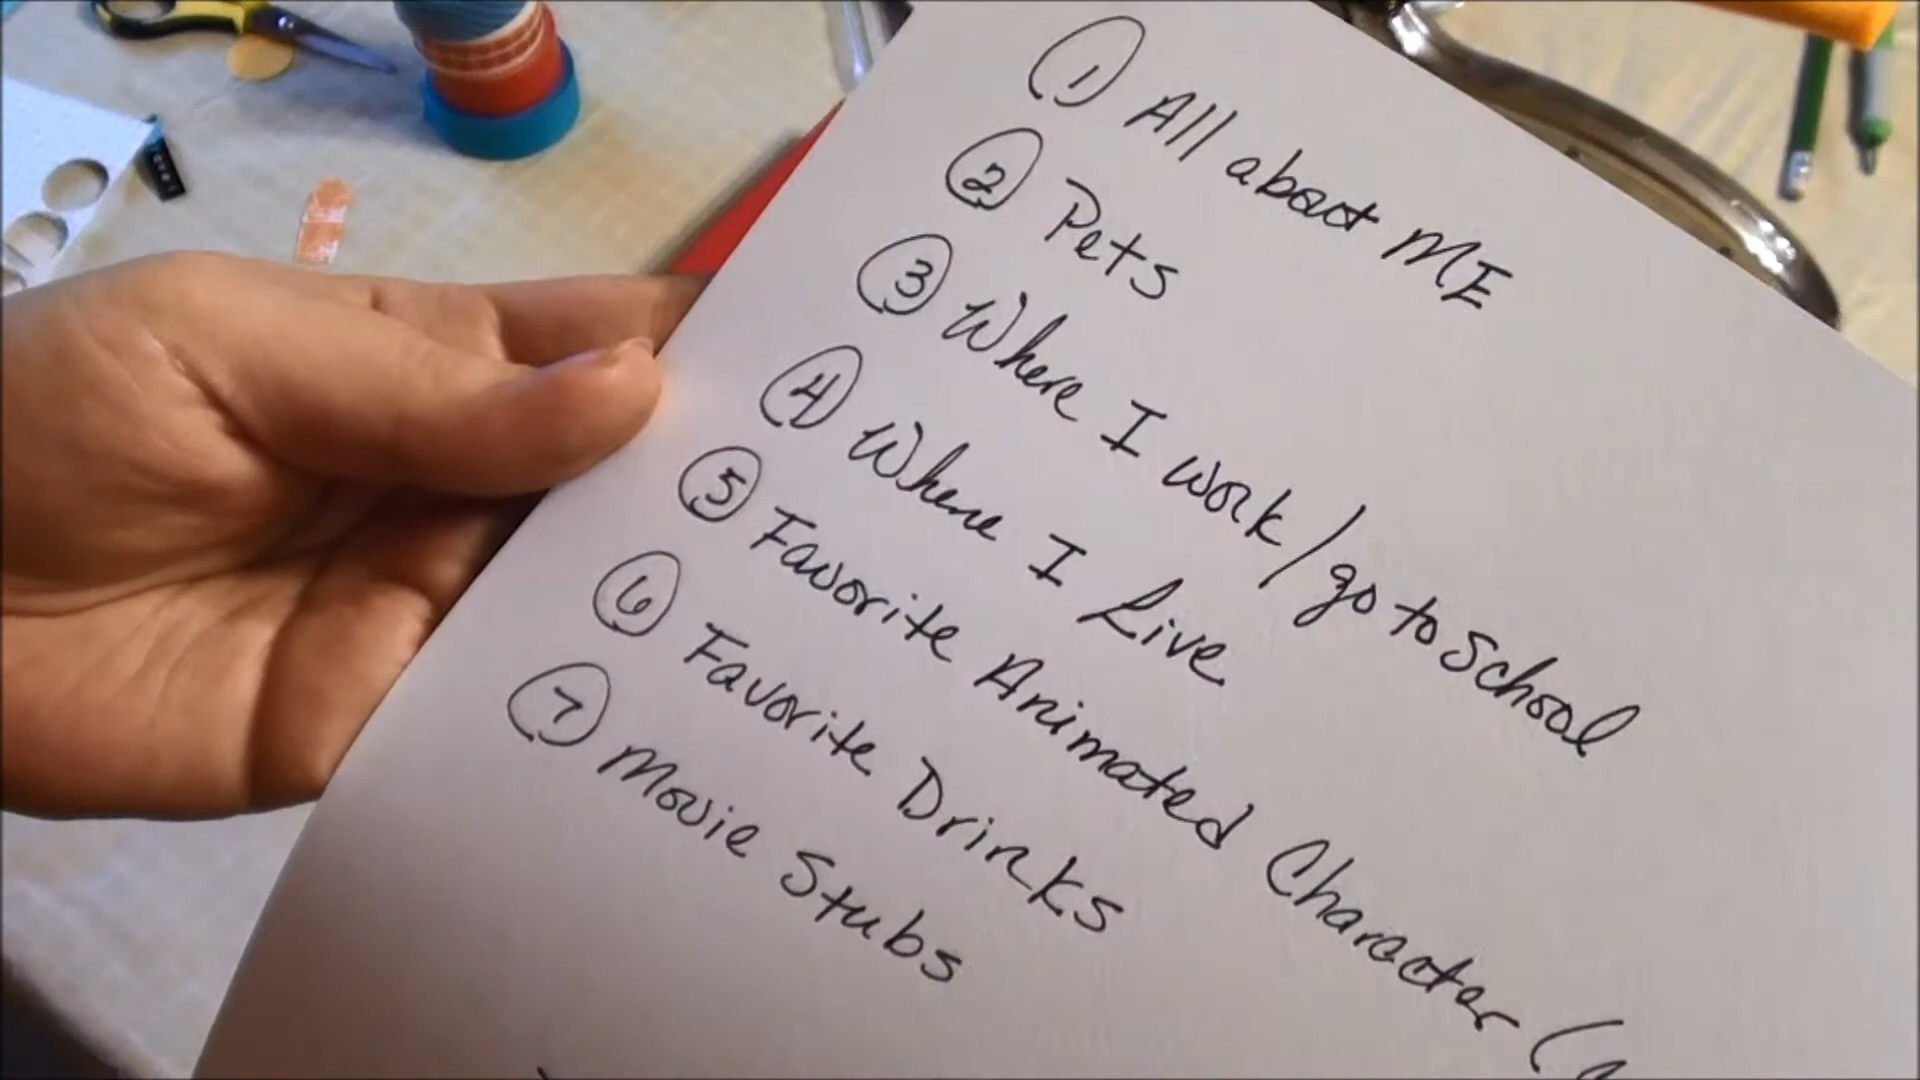 1 All about ME
2 Pets
3 Where I work/go to School
4 Where I Live
5 Favorite Animated Character (
6 Favorite Drinks
7 Movie Stubs